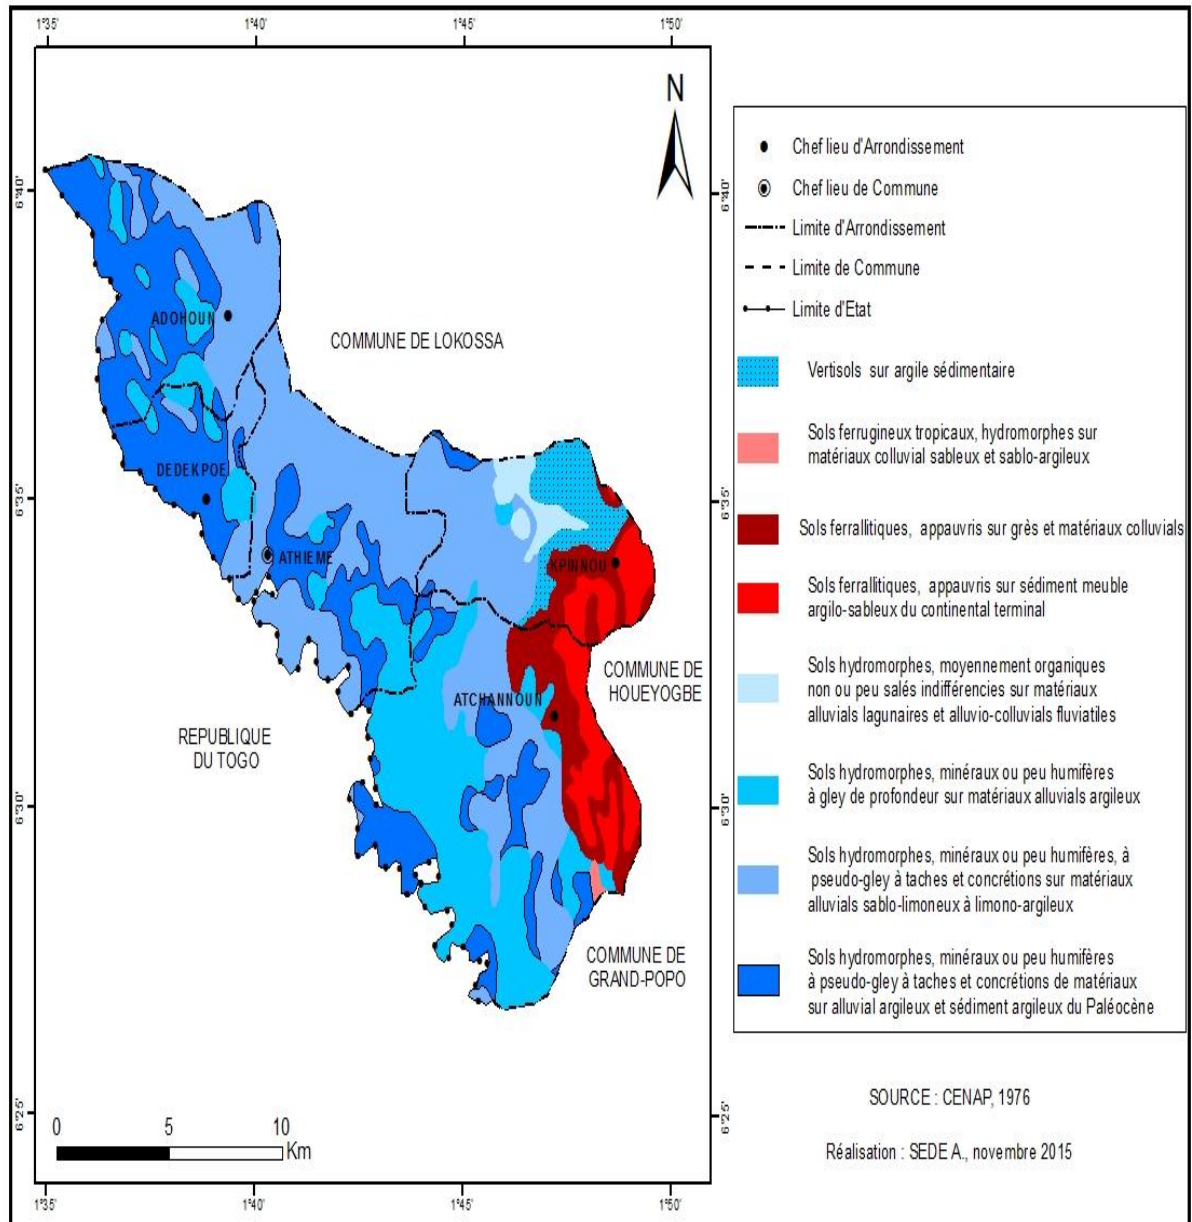 1°35'
1°40'
1°45'
1°50'
N
6°40'
6°40'
ADOHOUN
COMMUNE DE LOKOSSA
DEDEKPOE
6°35'
6°35'
ATHIEME
KPINNOU
COMMUNE DE
HOUEYOGBE
ATCHANNOUN
REPUBLIQUE
DU TOGO
6°30'
6°30'
COMMUNE DE
GRAND-POPO
6°25'
6°25'
0 5 10
Km
1°35'
1°40'
1°45'
1°50'
Chef lieu d'Arrondissement
Chef lieu de Commune
Limite d'Arrondissement
Limite de Commune
Limite d'Etat
Vertisols sur argile sédimentaire
Sols ferrugineux tropicaux, hydromorphes sur
matériaux colluvial sableux et sablo-argileux
Sols ferrallitiques, appauvris sur grès et matériaux colluvials
Sols ferrallitiques, appauvris sur sédiment meuble
argilo-sableux du continental terminal
Sols hydromorphes, moyennement organiques
non ou peu salés indifférencies sur matériaux
alluvials lagunaires et alluvio-colluvials fluviatiles
Sols hydromorphes, minéraux ou peu humifères
à gley de profondeur sur matériaux alluvials argileux
Sols hydromorphes, minéraux ou peu humifères, à
pseudo-gley à taches et concrétions sur matériaux
alluvials sablo-limoneux à limono-argileux
Sols hydromorphes, minéraux ou peu humifères
à pseudo-gley à taches et concrétions de matériaux
sur alluvial argileux et sédiment argileux du Paléocène
SOURCE : CENAP, 1976
Réalisation : SEDE A., novembre 2015